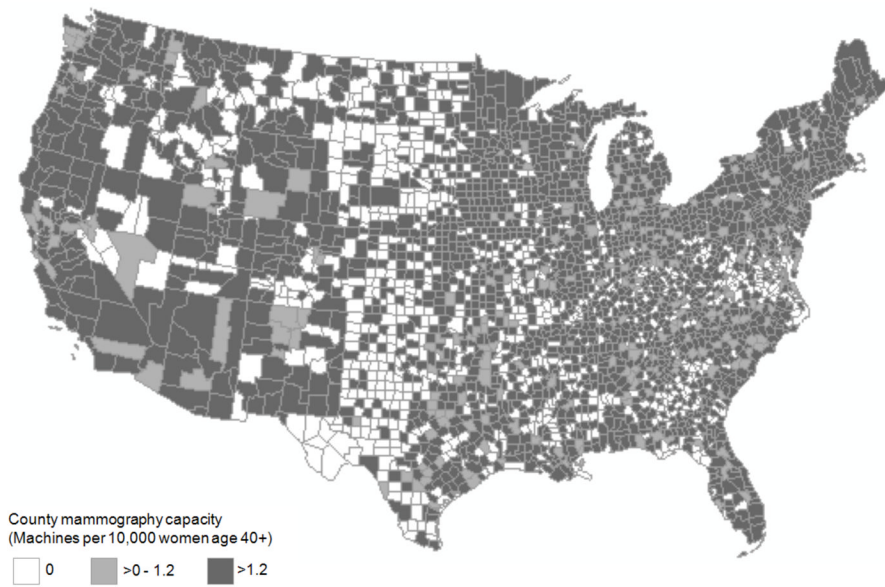 County mammography capacity
(Machines per 10,000 women age 40+)
0 >0 - 1.2 >1.2